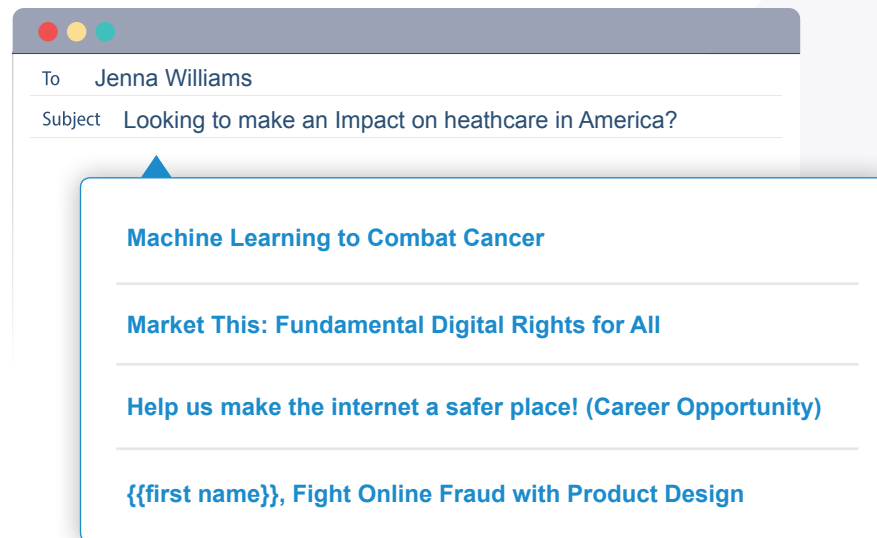 To Jenna Williams
Subject Looking to make an Impact on heathcare in America?
Machine Learning to Combat Cancer
Market This: Fundamental Digital Rights for All
Help us make the internet a safer place! (Career Opportunity)
{{first name}}, Fight Online Fraud with Product Design